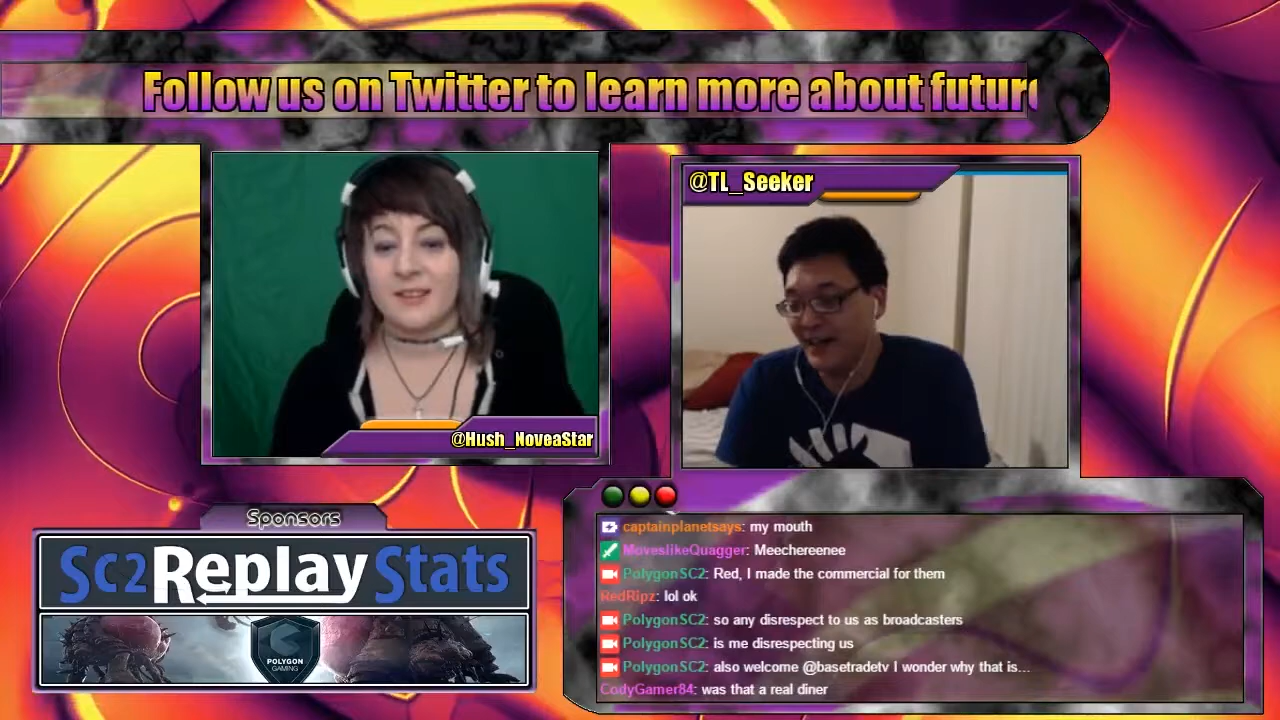 Follow us on Twitter to learn more about futur
@TL_Seeker
@Hush_NoveaStar
Sponsors
Sc2ReplayStats
POLYGON
GAMING
captainplanetsays: my mouth
MoveslikeQuagger: Meechereenee
PolygonSC2: Red, I made the commercial for them
RedRipz: lol ok
PolygonSC2: so any disrespect to us as broadcasters
PolygonSC2: is me disrespecting us
PolygonSC2: also welcome @basetradetv I wonder why that is...
CodyGamer84: was that a real diner